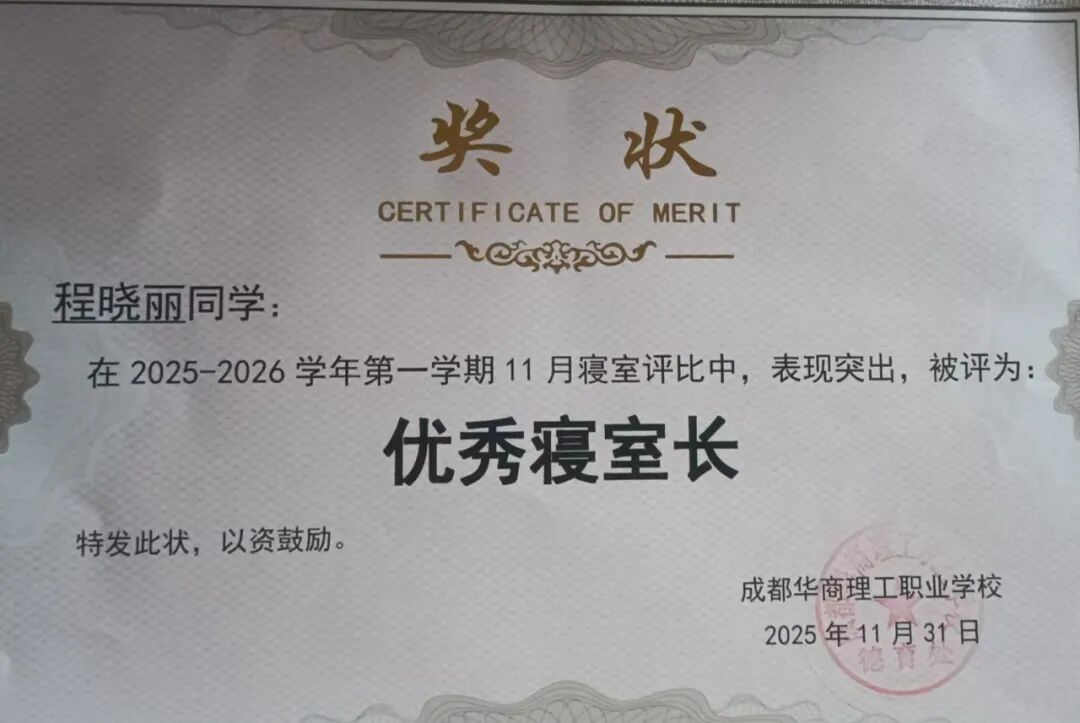 奖 状
CERTIFICATE OF MERIT
程晓丽同学：
在 2025-2026 学年第一学期 11 月寝室评比中，表现突出，被评为：
优秀寝室长
特发此状，以资鼓励。
成都华商理工职业学校
2025 年 11 月 31 日
德育处